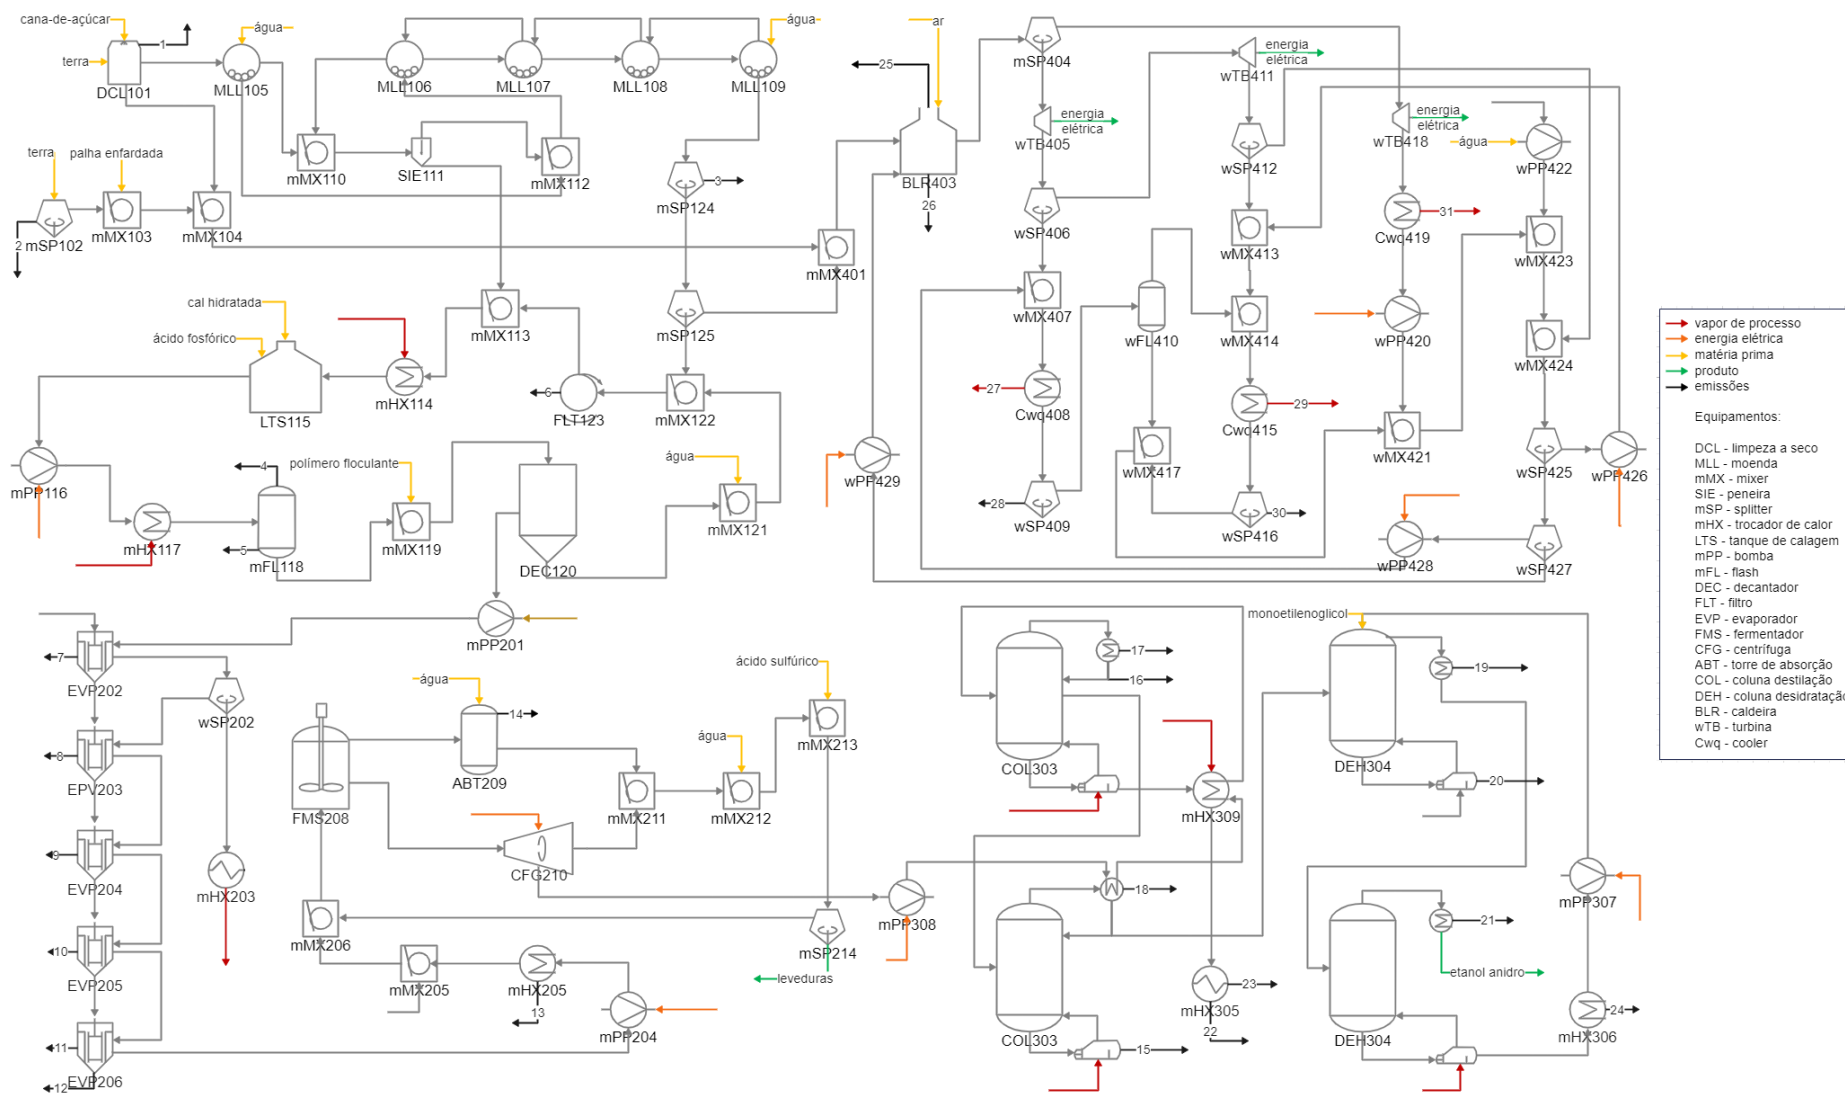 cana-de-açúcar
1
terra
DCL101
água
MLL105
MLL106
MLL107
MLL108
água
MLL109
ar
25
BLR403
26
mSP404
energia
elétrica
wTB405
energia
elétrica
wTB411
energia
elétrica
wTB418
água
wPP422
terra
2
mSP102
palha enfardada
mMX103
mMX104
mMX110
SIE111
mMX112
3
mSP124
mMX401
wSP406
wSP412
wMX413
31
Cwq419
wMX423
cal hidratada
ácido fosfórico
LTS115
mHX114
mMX113
mSP125
wMX407
wFL410
wMX414
wPP420
wMX424
6
FLT123
mMX122
27
Cwq408
29
Cwq415
wMX417
wMX421
wSP425
wPP426
mPP116
mHX117
4
5
mFL118
polímero floculante
mMX119
DEC120
água
mMX121
wPP429
28
wSP409
30
wSP416
wPP428
wSP427
mPP201
7
EVP202
wSP202
8
EPV203
9
EVP204
mHX203
10
EVP205
11
EVP206
12
FMS208
água
14
ABT209
CFG210
mMX211
água
mMX212
ácido sulfúrico
mMX213
mSP214
leveduras
mMX206
mMX205
mHX205
13
mPP204
mPP308
COL303
17
16
mHX309
18
COL303
15
mHX305
23
22
monoetilenoglicol
DEH304
19
20
mPP307
21
etanol anidro
DEH304
mHX306
24
vapor de processo
energia elétrica
matéria prima
produto
emissões
Equipamentos:
DCL - limpeza a seco
MLL - moenda
mMX - mixer
SIE - peneira
mSP - splitter
mHX - trocador de calor
LTS - tanque de calagem
mPP - bomba
mFL - flash
DEC - decantador
FLT - filtro
EVP - evaporador
FMS - fermentador
CFG - centrífuga
ABT - torre de absorção
COL - coluna destilação
DEH - coluna desidratação
BLR - caldeira
wTB - turbina
Cwq - cooler